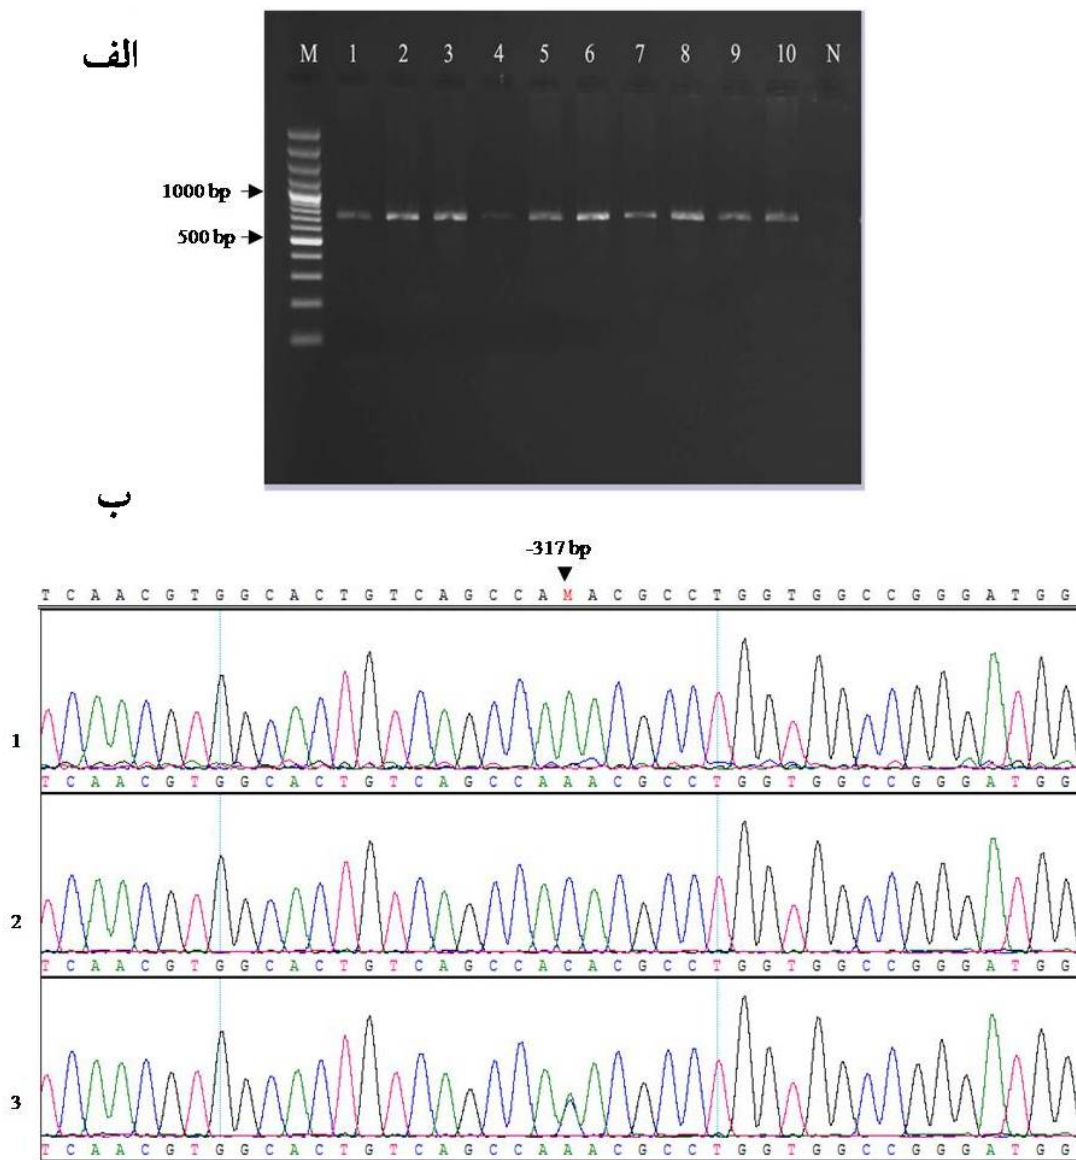 الف
M 1 2 3 4 5 6 7 8 9 10 N
1000 bp
500 bp
ب
-317 bp
T C A A C G T G G C A C T G T C A G C C A M A C G C C T G G T G G C C G G G A T G G
1
T C A A C G T G G C A C T G T C A G C C A A A C G C C T G G T G G C C G G G A T G G
2
T C A A C G T G G C A C T G T C A G C C A C A C G C C T G G T G G C C G G G A T G G
3
T C A A C G T G G C A C T G T C A G C C A A A C G C C T G G T G G C C G G G A T G G